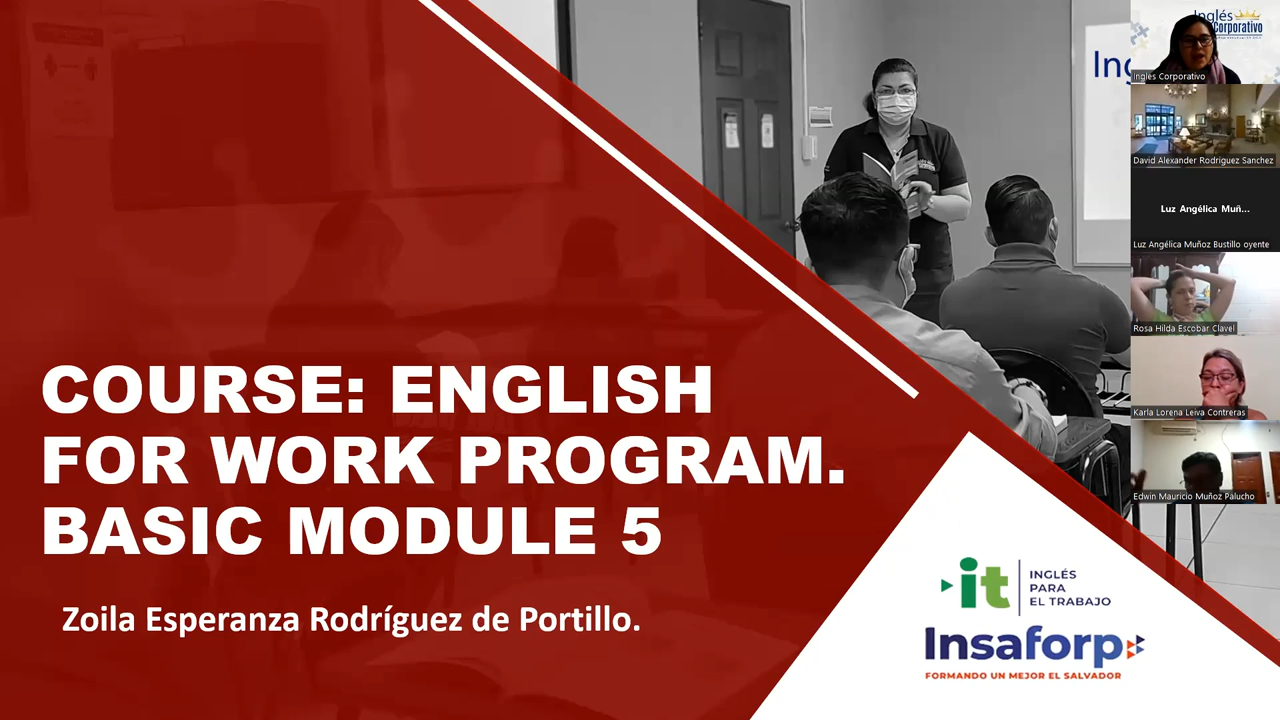 COURSE: ENGLISH
FOR WORK PROGRAM.
BASIC MODULE 5
Zoila Esperanza Rodríguez de Portillo.
it
INGLÉS
PARA
EL TRABAJO
Insaforp
FORMANDO UN MEJOR EL SALVADOR
Ing
Inglés
Corporativo
Inglés Corporativo
David Alexander Rodriguez Sanchez
Luz Angélica Muñ...
Luz Angélica Muñoz Bustillo oyente
Rosa Hilda Escobar Clavel
Karla Lorena Leiva Contreras
Edwin Mauricio Muñoz Palucho